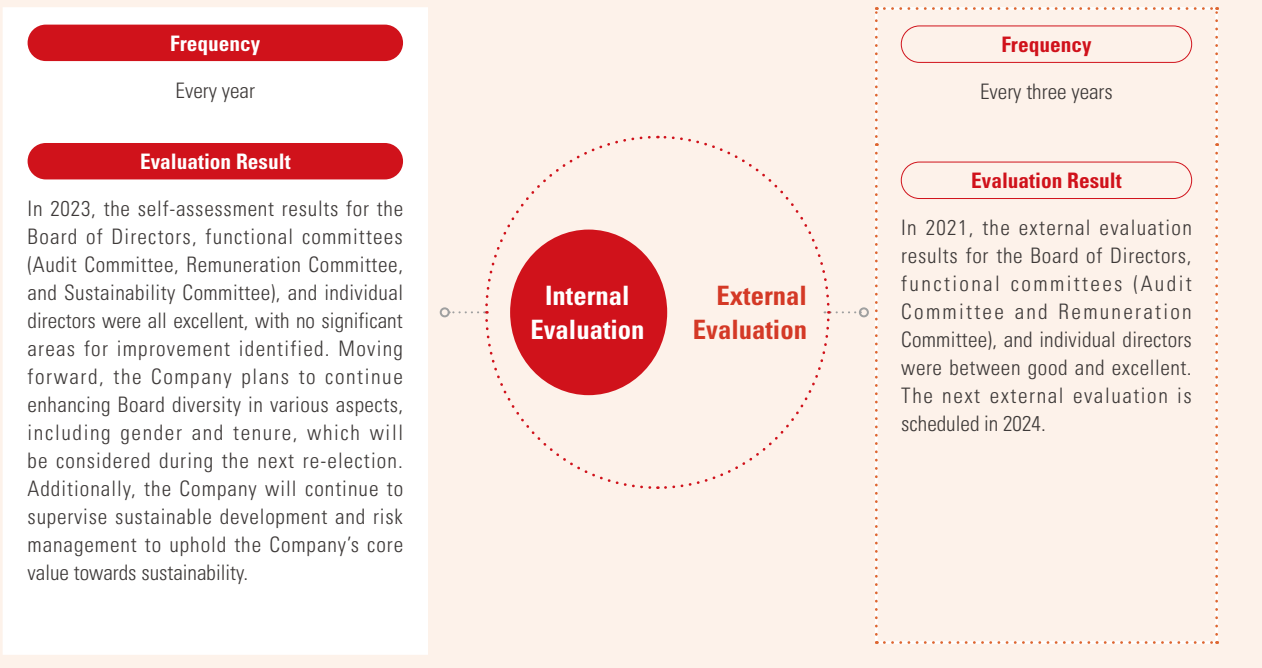 Frequency
Every year
Evaluation Result
In 2023, the self-assessment results for the
Board of Directors, functional committees
(Audit Committee, Remuneration Committee,
and Sustainability Committee), and individual
directors were all excellent, with no significant
areas for improvement identified. Moving
forward, the Company plans to continue
enhancing Board diversity in various aspects,
including gender and tenure, which will
be considered during the next re-election.
Additionally, the Company will continue to
supervise sustainable development and risk
management to uphold the Company's core
value towards sustainability.
Internal
Evaluation
External
Evaluation
Frequency
Every three years
Evaluation Result
In 2021, the external evaluation
results for the Board of Directors,
functional committees (Audit
Committee and Remuneration
Committee), and individual directors
were between good and excellent.
The next external evaluation is
scheduled in 2024.